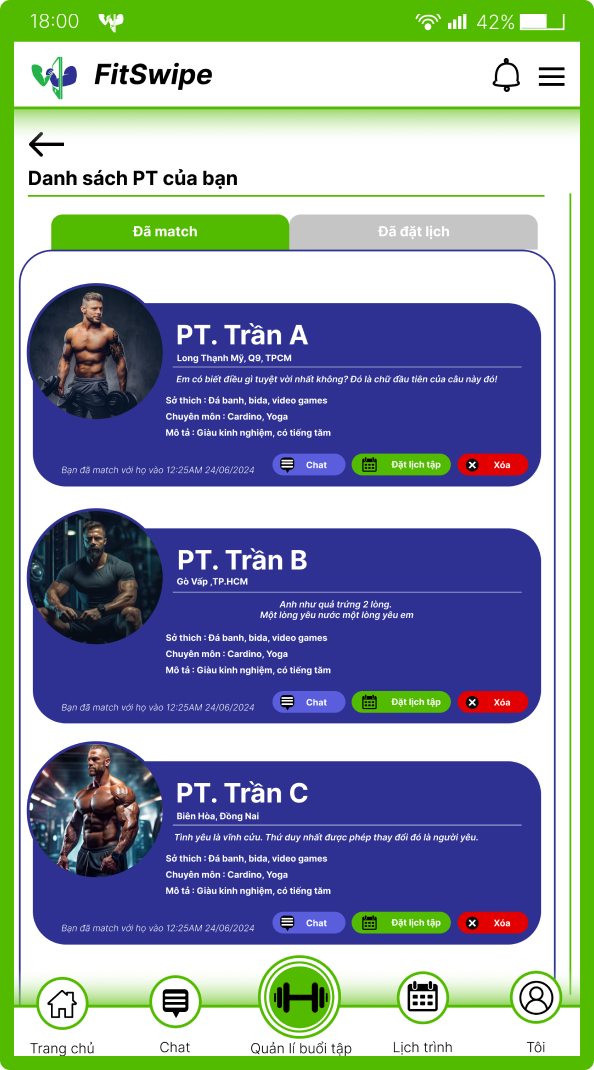 18:00
42%
FitSwipe
Danh sách PT của bạn
Đã match
Đã đặt lịch
PT. Trần A
Long Thạnh Mỹ, Q9, TPCM
Em có biết điều gì tuyệt vời nhất không? Đó là chữ đầu tiên của câu này đó!
Sở thich : Đá banh, bida, video games
Chuyên môn : Cardino, Yoga
Mô tả : Giàu kinh nghiệm, có tiếng tăm
Bạn đã match với họ vào 12:25AM 24/06/2024
Chat
Đặt lịch tập
Xóa
PT. Trần B
Gò Vấp ,TP.HCM
Anh như quả trứng 2 lòng.
Một lòng yêu nước một lòng yêu em
Sở thich : Đá banh, bida, video games
Chuyên môn : Cardino, Yoga
Mô tả : Giàu kinh nghiệm, có tiếng tăm
Bạn đã match với họ vào 12:25AM 24/06/2024
Chat
Đặt lịch tập
Xóa
PT. Trần C
Biên Hòa, Đồng Nai
Tình yêu là vĩnh cửu. Thứ duy nhất được phép thay đổi đó là người yêu.
Sở thich : Đá banh, bida, video games
Chuyên môn : Cardino, Yoga
Mô tả : Giàu kinh nghiệm, có tiếng tăm
Bạn đã match với họ vào 12:25AM 24/06/2024
Chat
Đặt lịch tập
Xóa
Trang chủ
Chat
Quản lí buổi tập
Lịch trình
Tôi